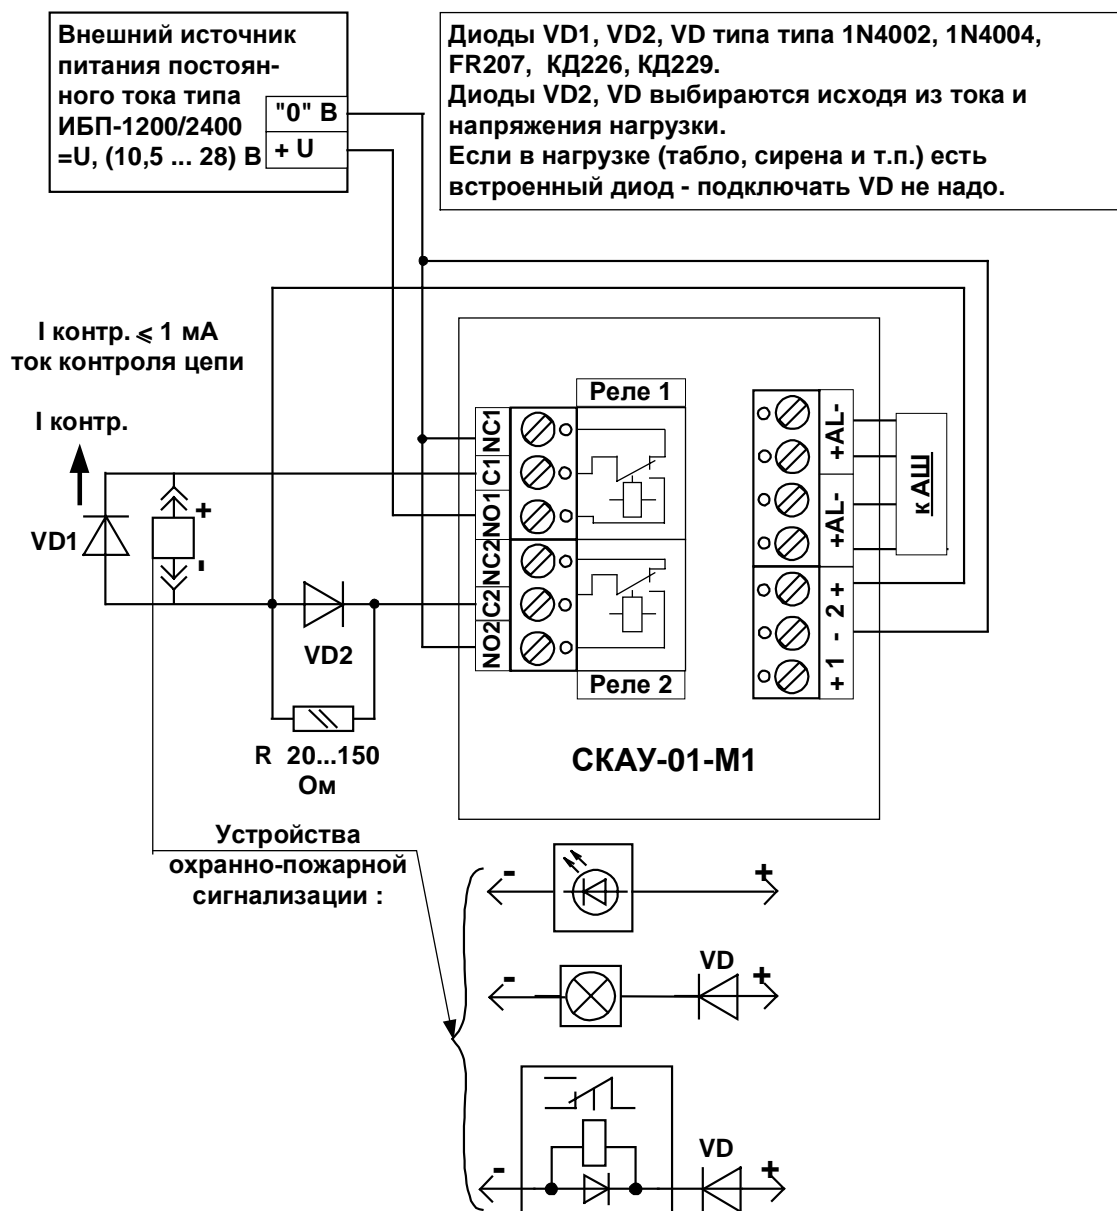 Внешний источник
питания постоян-
ного тока типа
ИБП-1200/2400
=U, (10,5 ... 28) В
"0" В
+ U
Диоды VD1, VD2, VD типа типа 1N4002, 1N4004,
FR207, КД226, КД229.
Диоды VD2, VD выбираются исходя из тока и
напряжения нагрузки.
Если в нагрузке (табло, сирена и т.п.) есть
встроенный диод - подключать VD не надо.
I контр. ⩽ 1 мА
ток контроля цепи
I контр.
VD1
+
-
VD2
R 20...150
Ом
Реле 1
NC1
C1
NO1
NC2
C2
NO2
Реле 2
+AL-
+AL-
+ 1 - 2 +
к АШ
СКАУ-01-М1
Устройства
охранно-пожарной
сигнализации :
- +
- VD +
- VD +